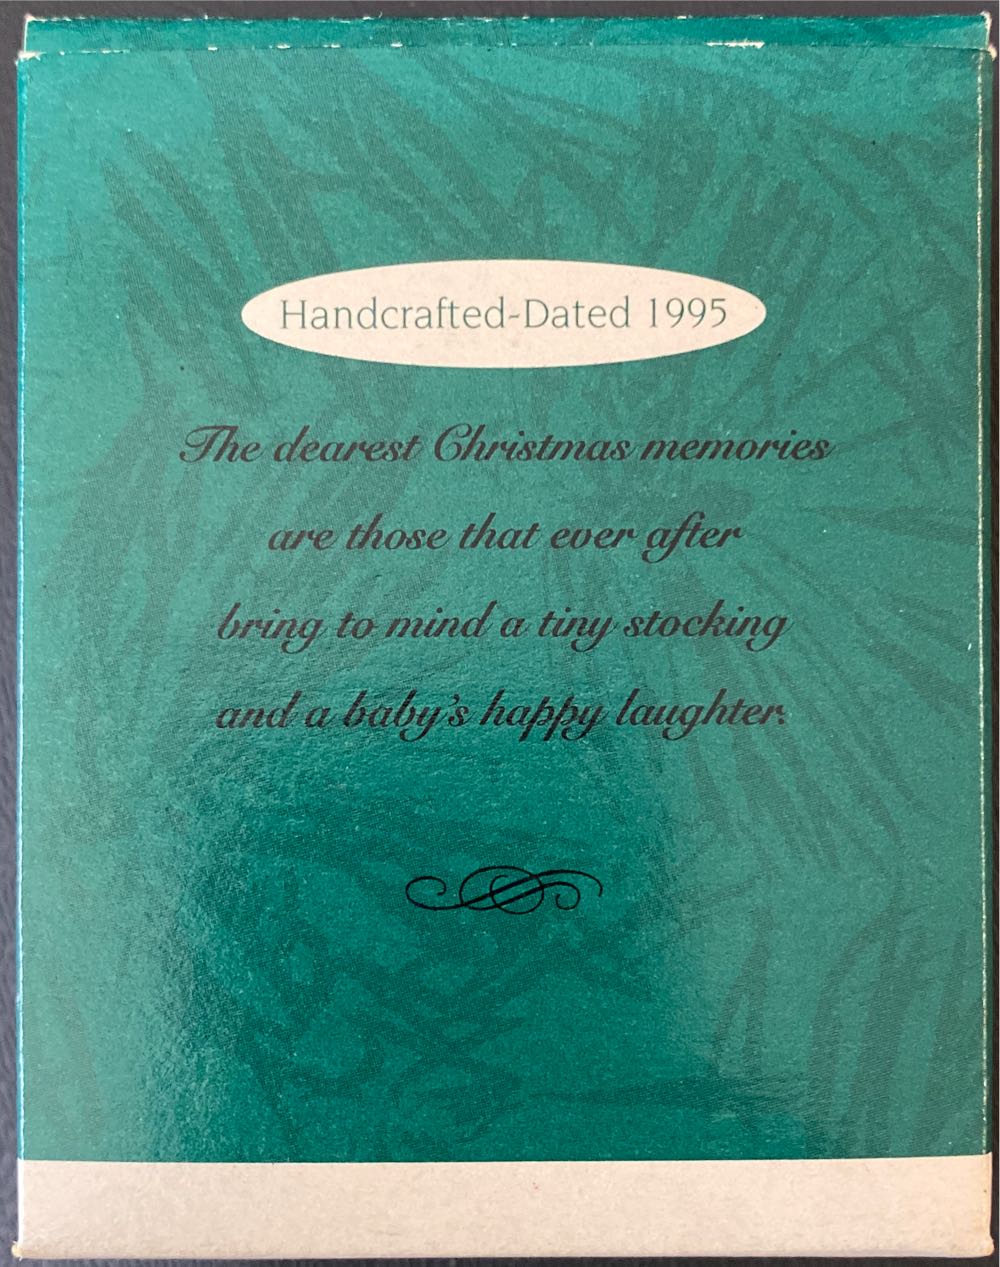 Handcrafted-Dated 1995
The dearest Christmas memories
are those that ever after
bring to mind a tiny stocking
and a baby's happy laughter.